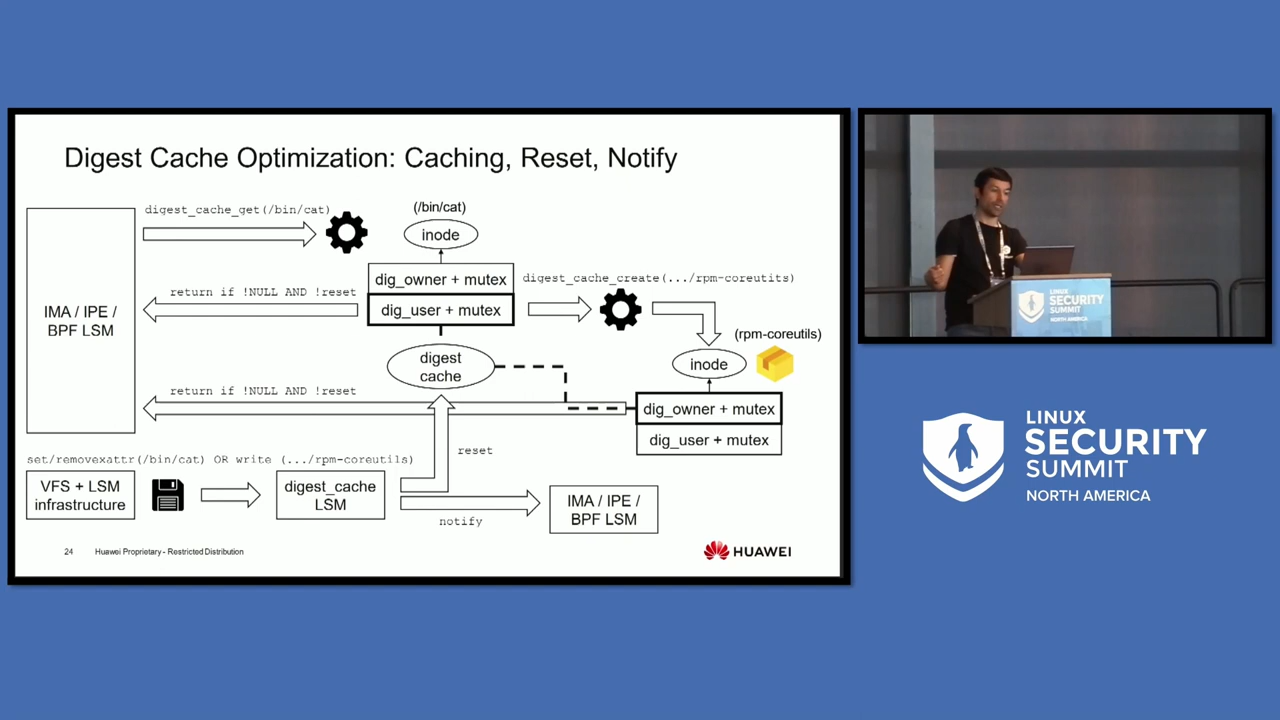 Digest Cache Optimization: Caching, Reset, Notify
digest_cache_get(/bin/cat)
(/bin/cat)
inode
dig_owner + mutex
dig_user + mutex
digest_cache_create(.../rpm-coreutits)
return if !NULL AND !reset
IMA / IPE /
BPF LSM
(rpm-coreutils)
inode
digest
cache
return if !NULL AND !reset
dig_owner + mutex
dig_user + mutex
reset
set/removexattr(/bin/cat) OR write (.../rpm-coreutils)
VFS + LSM
infrastructure
digest_cache
LSM
notify
IMA / IPE /
BPF LSM
24
Huawei Proprietary - Restricted Distribution
HUAWEI
LINUX
SECURITY
SUMMIT
NORTH AMERICA
LINUX
SECURITY
SUMMIT
NORTH AMERICA